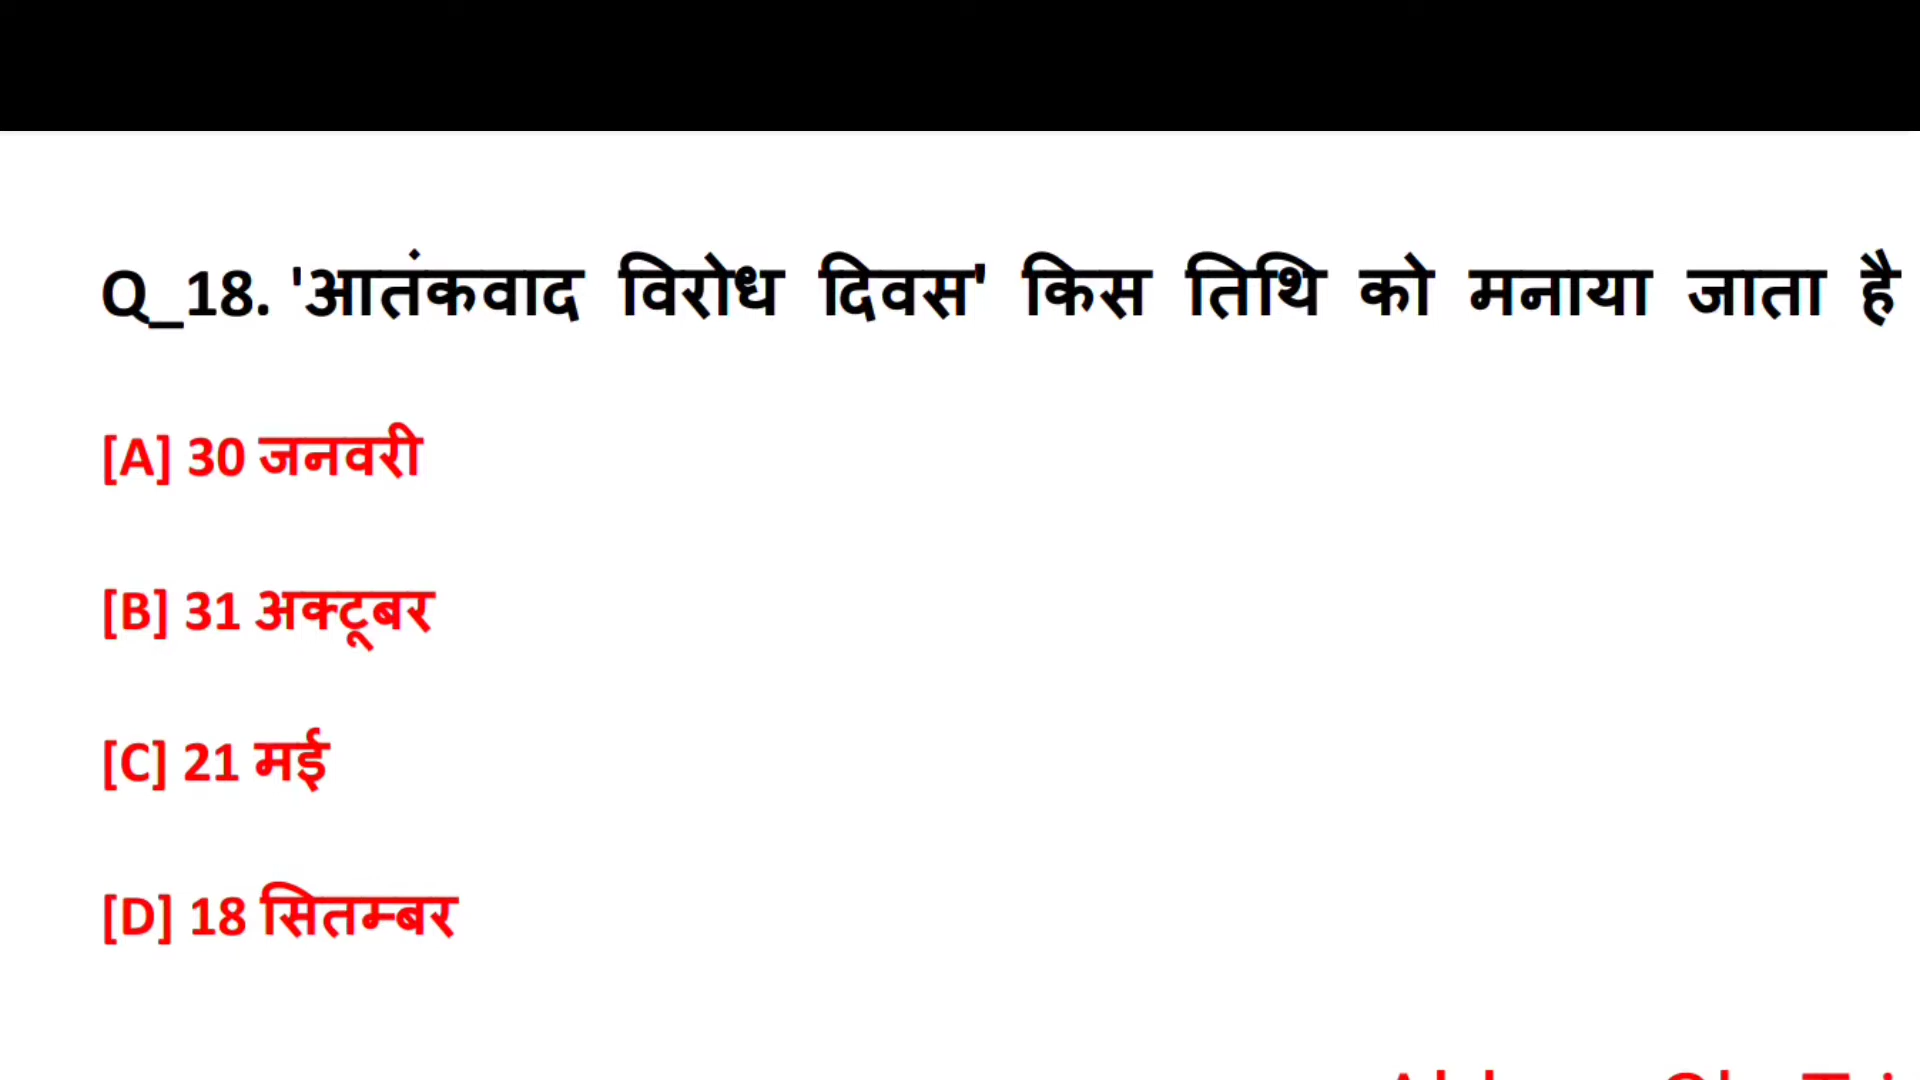 Q_18. 'आतंकवाद विरोध दिवस' किस तिथि को मनाया जाता है
[A] 30 जनवरी
[B] 31 अक्टूबर
[C] 21 मई
[D] 18 सितम्बर